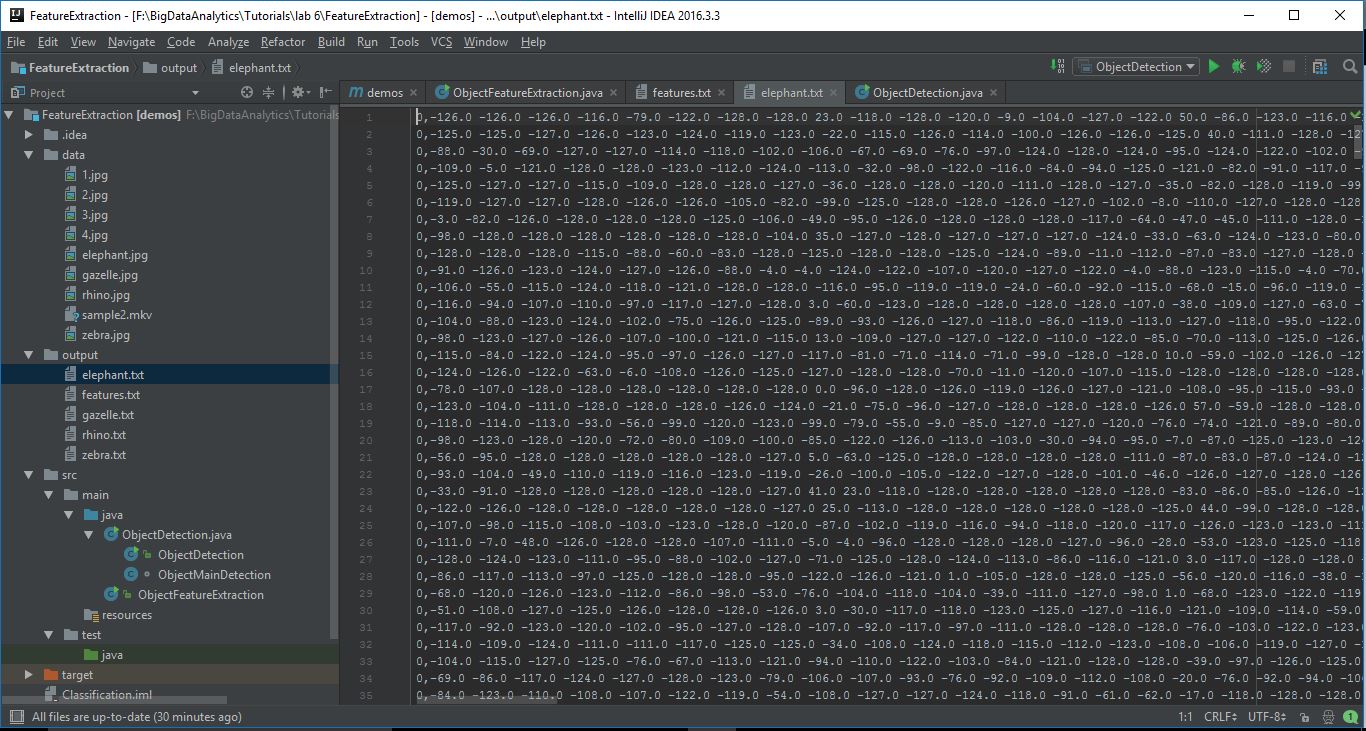 FeatureExtraction - [F:\BigDataAnalytics\Tutorials\lab 6\FeatureExtraction] - [demos] - ...\output\elephant.txt - IntelliJ IDEA 2016.3.3
File Edit View Navigate Code Analyze Refactor Build Run Tools VCS Window Help
FeatureExtraction output elephant.txt ObjectDetection
Project
demos ObjectFeatureExtraction.java features.txt elephant.txt ObjectDetection.java
FeatureExtraction [demos] F:\BigDataAnalytics\Tutorials
.idea
data
1.jpg
2.jpg
3.jpg
4.jpg
elephant.jpg
gazelle.jpg
rhino.jpg
sample2.mkv
zebra.jpg
output
elephant.txt
features.txt
gazelle.txt
rhino.txt
zebra.txt
src
main
java
ObjectDetection.java
ObjectDetection
ObjectMainDetection
ObjectFeatureExtraction
resources
test
java
target
Classification.iml
1 0,-126.0 -126.0 -126.0 -116.0 -79.0 -122.0 -128.0 -128.0 23.0 -118.0 -128.0 -120.0 -9.0 -104.0 -127.0 -122.0 50.0 -86.0 -123.0 -116.0
2 0,-125.0 -125.0 -127.0 -126.0 -123.0 -124.0 -119.0 -123.0 -22.0 -115.0 -126.0 -114.0 -100.0 -126.0 -126.0 -125.0 40.0 -111.0 -128.0
3 0,-88.0 -30.0 -69.0 -127.0 -127.0 -114.0 -118.0 -102.0 -106.0 -67.0 -69.0 -76.0 -97.0 -124.0 -128.0 -124.0 -95.0 -124.0 -122.0 -102.0
4 0,-109.0 -5.0 -121.0 -128.0 -128.0 -123.0 -112.0 -124.0 -113.0 -32.0 -98.0 -122.0 -116.0 -84.0 -94.0 -125.0 -121.0 -82.0 -91.0 -117.0
5 0,-125.0 -127.0 -127.0 -115.0 -109.0 -128.0 -128.0 -127.0 -36.0 -128.0 -128.0 -120.0 -111.0 -128.0 -127.0 -35.0 -82.0 -128.0 -119.0 -99
6 0,-119.0 -127.0 -127.0 -128.0 -126.0 -126.0 -105.0 -82.0 -99.0 -125.0 -128.0 -128.0 -126.0 -127.0 -102.0 -8.0 -110.0 -127.0 -128.0 -128
7 0,-3.0 -82.0 -126.0 -128.0 -128.0 -128.0 -125.0 -106.0 -49.0 -95.0 -126.0 -128.0 -128.0 -128.0 -117.0 -64.0 -47.0 -45.0 -111.0 -128.0
8 0,-98.0 -128.0 -128.0 -128.0 -128.0 -128.0 -128.0 -104.0 35.0 -127.0 -128.0 -127.0 -127.0 -127.0 -124.0 -33.0 -63.0 -124.0 -123.0 -80.0
9 0,-128.0 -128.0 -128.0 -115.0 -88.0 -60.0 -83.0 -128.0 -125.0 -128.0 -128.0 -125.0 -124.0 -89.0 -11.0 -112.0 -87.0 -83.0 -127.0 -128.0
10 0,-91.0 -126.0 -123.0 -124.0 -127.0 -126.0 -88.0 -4.0 -4.0 -124.0 -122.0 -107.0 -120.0 -127.0 -122.0 -4.0 -88.0 -123.0 -115.0 -4.0 -70.0
11 0,-106.0 -55.0 -115.0 -124.0 -118.0 -121.0 -128.0 -128.0 -116.0 -95.0 -119.0 -119.0 -24.0 -60.0 -92.0 -115.0 -68.0 -15.0 -96.0 -119.0
12 0,-116.0 -94.0 -107.0 -110.0 -97.0 -117.0 -127.0 -128.0 3.0 -60.0 -123.0 -128.0 -128.0 -128.0 -128.0 -107.0 -38.0 -109.0 -127.0 -63.0
13 0,-104.0 -88.0 -123.0 -124.0 -102.0 -75.0 -126.0 -125.0 -89.0 -93.0 -126.0 -127.0 -118.0 -86.0 -119.0 -113.0 -127.0 -118.0 -95.0 -122.0
14 0,-98.0 -123.0 -127.0 -126.0 -107.0 -100.0 -121.0 -115.0 13.0 -109.0 -127.0 -127.0 -122.0 -110.0 -122.0 -85.0 -70.0 -113.0 -125.0
15 0,-115.0 -84.0 -122.0 -124.0 -95.0 -97.0 -126.0 -127.0 -117.0 -81.0 -71.0 -114.0 -71.0 -99.0 -128.0 -128.0 10.0 -59.0 -102.0 -126.0
16 0,-124.0 -126.0 -122.0 -63.0 -6.0 -108.0 -126.0 -125.0 -127.0 -128.0 -128.0 -70.0 -11.0 -120.0 -107.0 -115.0 -128.0 -128.0 -128.0
17 0,-78.0 -107.0 -128.0 -128.0 -128.0 -128.0 -128.0 -128.0 0.0 -96.0 -128.0 -119.0 -126.0 -127.0 -121.0 -108.0 -95.0 -115.0 -93.0
18 0,-123.0 -104.0 -111.0 -128.0 -128.0 -128.0 -126.0 -124.0 -21.0 -75.0 -96.0 -127.0 -128.0 -128.0 -128.0 -126.0 57.0 -59.0 -128.0 -128.0
19 0,-118.0 -114.0 -113.0 -93.0 -56.0 -99.0 -120.0 -123.0 -99.0 -79.0 -55.0 -9.0 -85.0 -127.0 -127.0 -120.0 -76.0 -74.0 -121.0 -89.0 -80.0
20 0,-98.0 -123.0 -128.0 -120.0 -72.0 -80.0 -109.0 -100.0 -85.0 -122.0 -126.0 -113.0 -103.0 -30.0 -94.0 -95.0 -7.0 -87.0 -125.0 -123.0
21 0,-56.0 -95.0 -128.0 -128.0 -128.0 -128.0 -128.0 -127.0 5.0 -63.0 -125.0 -128.0 -128.0 -128.0 -128.0 -111.0 -87.0 -83.0 -87.0 -124.0
22 0,-93.0 -104.0 -49.0 -110.0 -119.0 -116.0 -123.0 -119.0 -26.0 -100.0 -105.0 -122.0 -127.0 -128.0 -101.0 -46.0 -126.0 -127.0 -128.0
23 0,-33.0 -91.0 -128.0 -128.0 -128.0 -128.0 -128.0 -127.0 41.0 23.0 -118.0 -128.0 -128.0 -128.0 -128.0 -128.0 -83.0 -86.0 -85.0 -126.0
24 0,-122.0 -113.0 -126.0 -128.0 -128.0 -128.0 -128.0 -127.0 25.0 -113.0 -128.0 -128.0 -128.0 -128.0 -128.0 -125.0 44.0 -99.0 -128.0
25 0,-107.0 -98.0 -115.0 -108.0 -103.0 -123.0 -128.0 -120.0 -87.0 -102.0 -119.0 -116.0 -94.0 -118.0 -120.0 -117.0 -126.0 -123.0 -123.0
26 0,-111.0 -7.0 -48.0 -126.0 -128.0 -128.0 -127.0 -107.0 -111.0 -5.0 -4.0 -96.0 -128.0 -128.0 -128.0 -127.0 -96.0 -28.0 -53.0 -123.0 -125.0
27 0,-128.0 -124.0 -123.0 -111.0 -95.0 -88.0 -102.0 -127.0 -71.0 -125.0 -128.0 -124.0 -113.0 -86.0 -116.0 -121.0 3.0 -117.0 -128.0 -128.0
28 0,-86.0 -117.0 -113.0 -97.0 -125.0 -128.0 -128.0 -95.0 -122.0 -126.0 -121.0 1.0 -105.0 -128.0 -128.0 -125.0 -56.0 -120.0 -116.0 -38.0
29 0,-68.0 -120.0 -126.0 -123.0 -112.0 -86.0 -98.0 -53.0 -76.0 -104.0 -118.0 -104.0 -39.0 -111.0 -127.0 -98.0 1.0 -68.0 -123.0 -122.0
30 0,-51.0 -108.0 -127.0 -125.0 -126.0 -128.0 -128.0 -126.0 3.0 -30.0 -117.0 -118.0 -123.0 -125.0 -127.0 -116.0 -121.0 -109.0 -114.0 -59.0
31 0,-117.0 -92.0 -123.0 -120.0 -102.0 -95.0 -127.0 -128.0 -107.0 -92.0 -117.0 -97.0 -111.0 -128.0 -128.0 -128.0 -76.0 -103.0 -122.0 -123
32 0,-114.0 -109.0 -124.0 -111.0 -111.0 -117.0 -125.0 -125.0 -34.0 -108.0 -124.0 -118.0 -115.0 -112.0 -123.0 -108.0 -106.0 -119.0 -127.0
33 0,-104.0 -115.0 -127.0 -125.0 -76.0 -67.0 -113.0 -121.0 -94.0 -110.0 -122.0 -103.0 -84.0 -121.0 -128.0 -128.0 -39.0 -97.0 -126.0 -125.0
34 0,-69.0 -86.0 -117.0 -124.0 -127.0 -124.0 -79.0 -106.0 -107.0 -93.0 -76.0 -92.0 -109.0 -112.0 -108.0 -20.0 -76.0 -92.0 -94.0
35 0,-84.0 -123.0 -110.0 -108.0 -107.0 -122.0 -119.0 -54.0 -108.0 -127.0 -127.0 -124.0 -118.0 -91.0 -61.0 -62.0 -17.0 -118.0 -128.0 -128.0
All files are up-to-date (30 minutes ago) 1:1 CRLF UTF-8 1